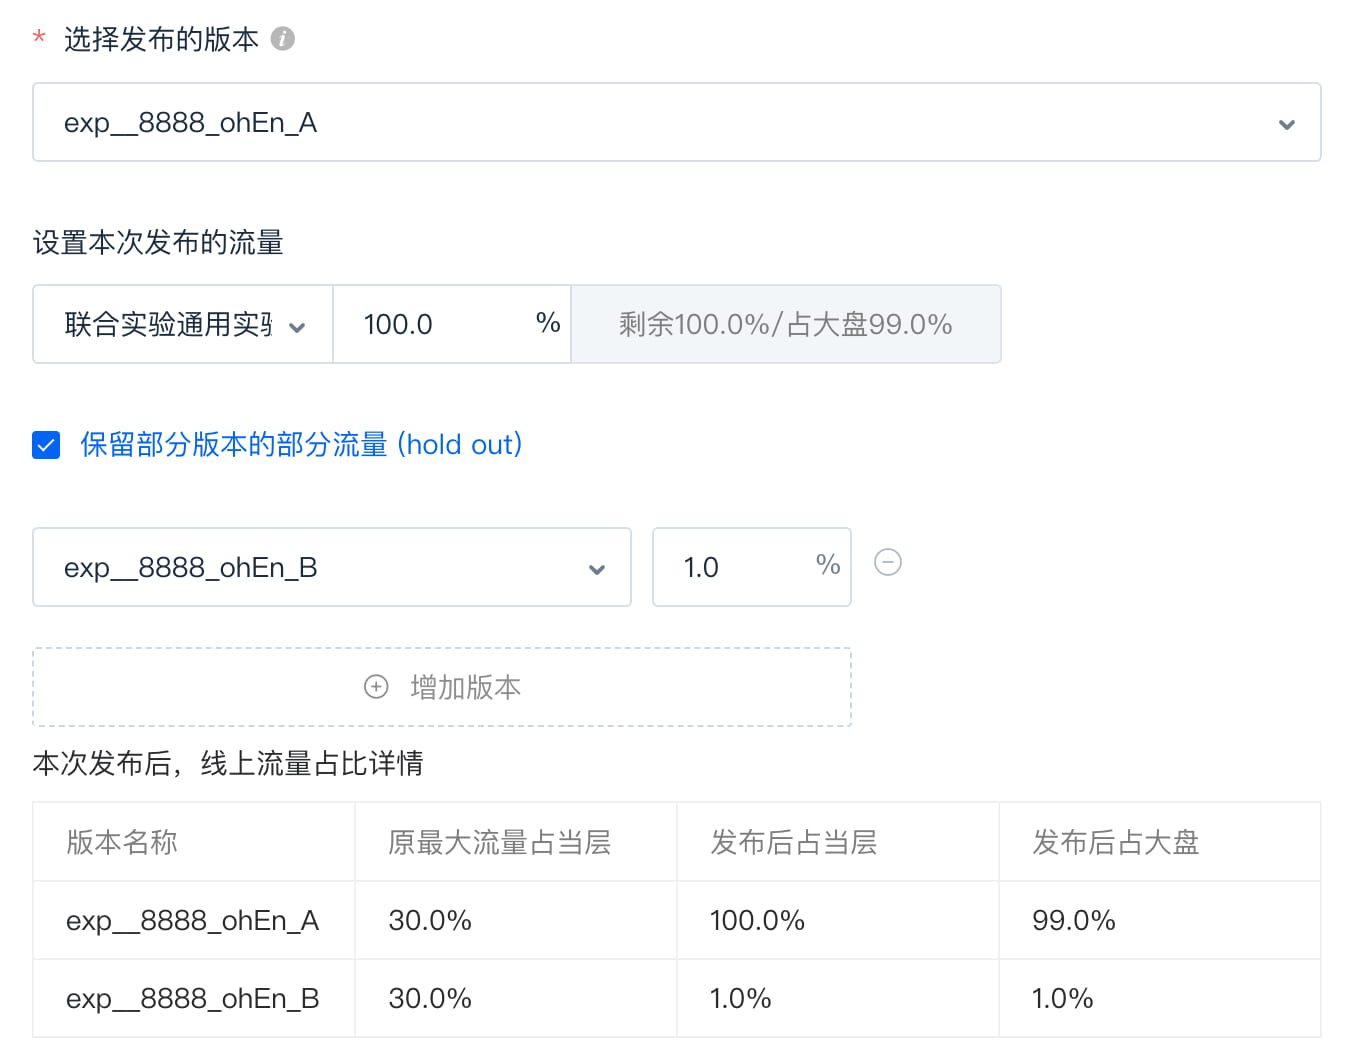 * 选择发布的版本 i
exp__8888_ohEn_A
设置本次发布的流量
联合实验通用实 100.0 % 剩余100.0%/占大盘99.0%
保留部分版本的部分流量 (hold out)
exp__8888_ohEn_B 1.0 %
增加版本
本次发布后，线上流量占比详情
版本名称 原最大流量占当层 发布后占当层 发布后占大盘
exp__8888_ohEn_A 30.0% 100.0% 99.0%
exp__8888_ohEn_B 30.0% 1.0% 1.0%